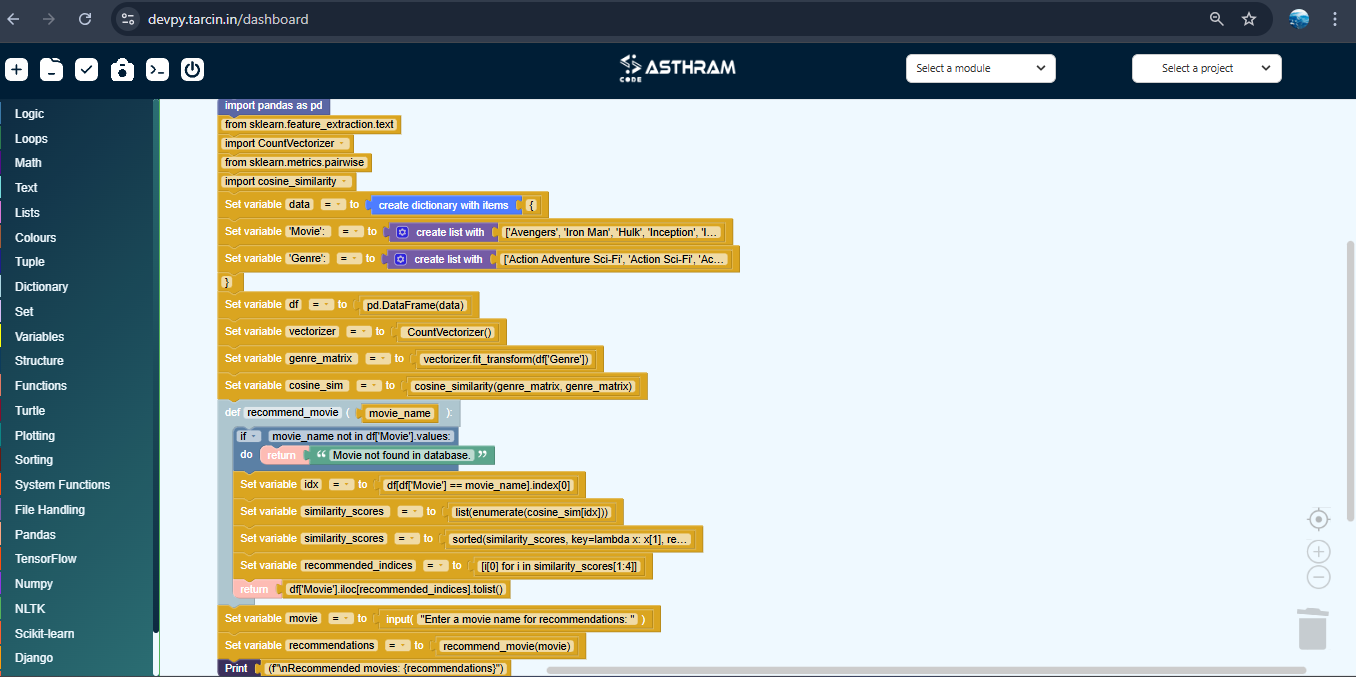 devpy.tarcin.in/dashboard
ASTHRAM
CODE
Select a module
Select a project
Logic
Loops
Math
Text
Lists
Colours
Tuple
Dictionary
Set
Variables
Structure
Functions
Turtle
Plotting
Sorting
System Functions
File Handling
Pandas
TensorFlow
Numpy
NLTK
Scikit-learn
Django
import pandas as pd
from sklearn.feature_extraction.text
import CountVectorizer
from sklearn.metrics.pairwise
import cosine_similarity
Set variable data = to create dictionary with items {
Set variable 'Movie': = to create list with ['Avengers', 'Iron Man', 'Hulk', 'Inception', 'I...
Set variable 'Genre': = to create list with ['Action Adventure Sci-Fi', 'Action Sci-Fi', 'Ac...
}
Set variable df = to pd.DataFrame(data)
Set variable vectorizer = to CountVectorizer()
Set variable genre_matrix = to vectorizer.fit_transform(df['Genre'])
Set variable cosine_sim = to cosine_similarity(genre_matrix, genre_matrix)
def recommend_movie ( movie_name ):
if movie_name not in df['Movie'].values:
do return “ Movie not found in database. ”
Set variable idx = to df[df['Movie'] == movie_name].index[0]
Set variable similarity_scores = to list(enumerate(cosine_sim[idx]))
Set variable similarity_scores = to sorted(similarity_scores, key=lambda x: x[1], re...
Set variable recommended_indices = to [i[0] for i in similarity_scores[1:4]]
return df['Movie'].iloc[recommended_indices].tolist()
Set variable movie = to input( "Enter a movie name for recommendations: " )
Set variable recommendations = to recommend_movie(movie)
Print (f"\nRecommended movies: {recommendations}")